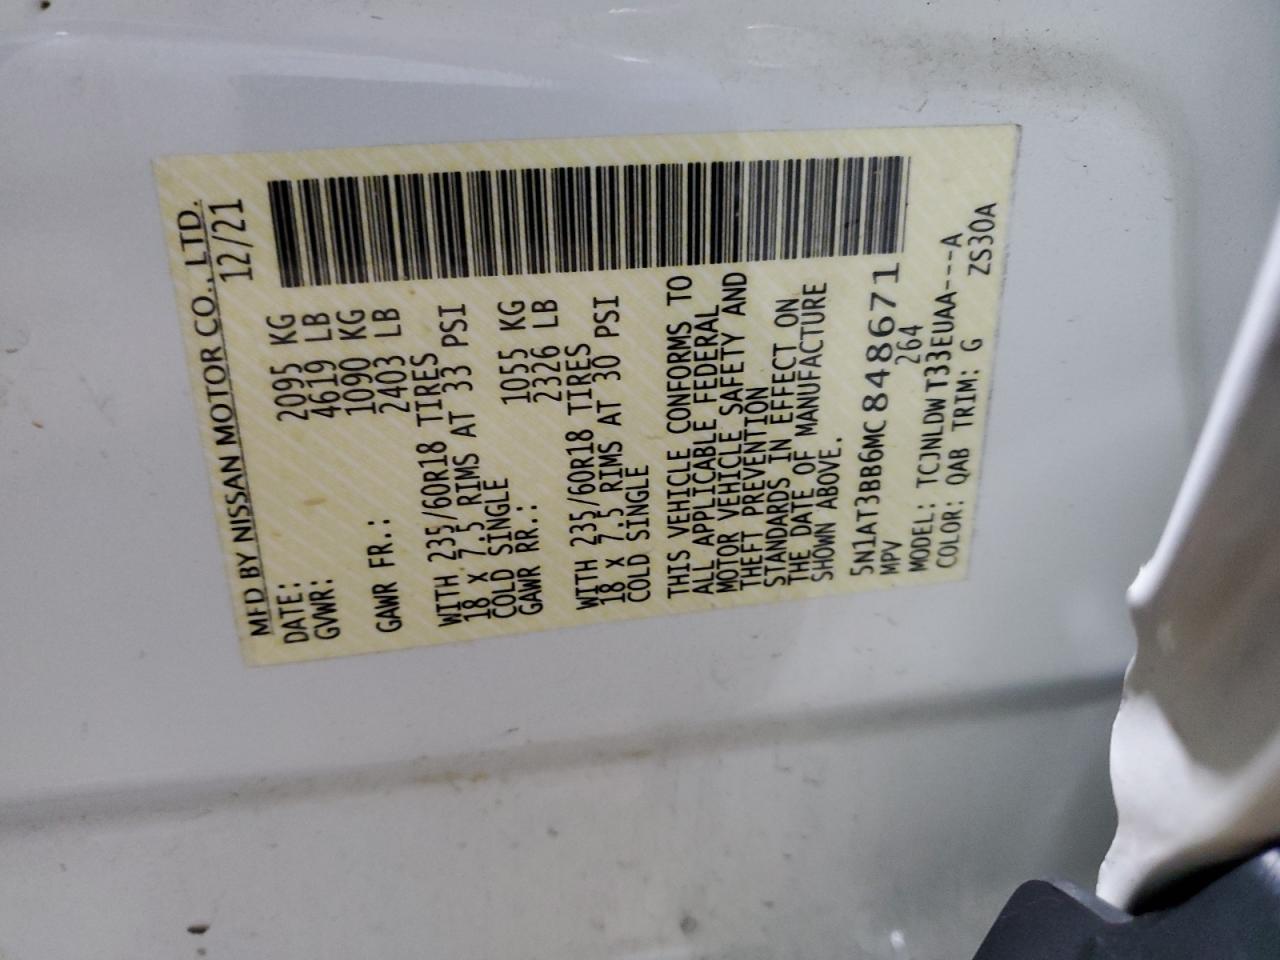 MFD BY NISSAN MOTOR CO., LTD.
DATE: 12/21
GVWR: 2095 KG
4619 LB
GAWR FR.: 1090 KG
2403 LB
WITH 235/60R18 TIRES
18 x 7.5 RIMS AT 33 PSI
COLD SINGLE
GAWR RR.: 1055 KG
2326 LB
WITH 235/60R18 TIRES
18 x 7.5 RIMS AT 30 PSI
COLD SINGLE
THIS VEHICLE CONFORMS TO
ALL APPLICABLE FEDERAL
MOTOR VEHICLE SAFETY AND
THEFT PREVENTION
STANDARDS IN EFFECT ON
THE DATE OF MANUFACTURE
SHOWN ABOVE.
5N1AT3BB6MC848671
MPV 264
MODEL: TCJNLDW T33EUAA----A
COLOR: QAB TRIM: G ZS30A